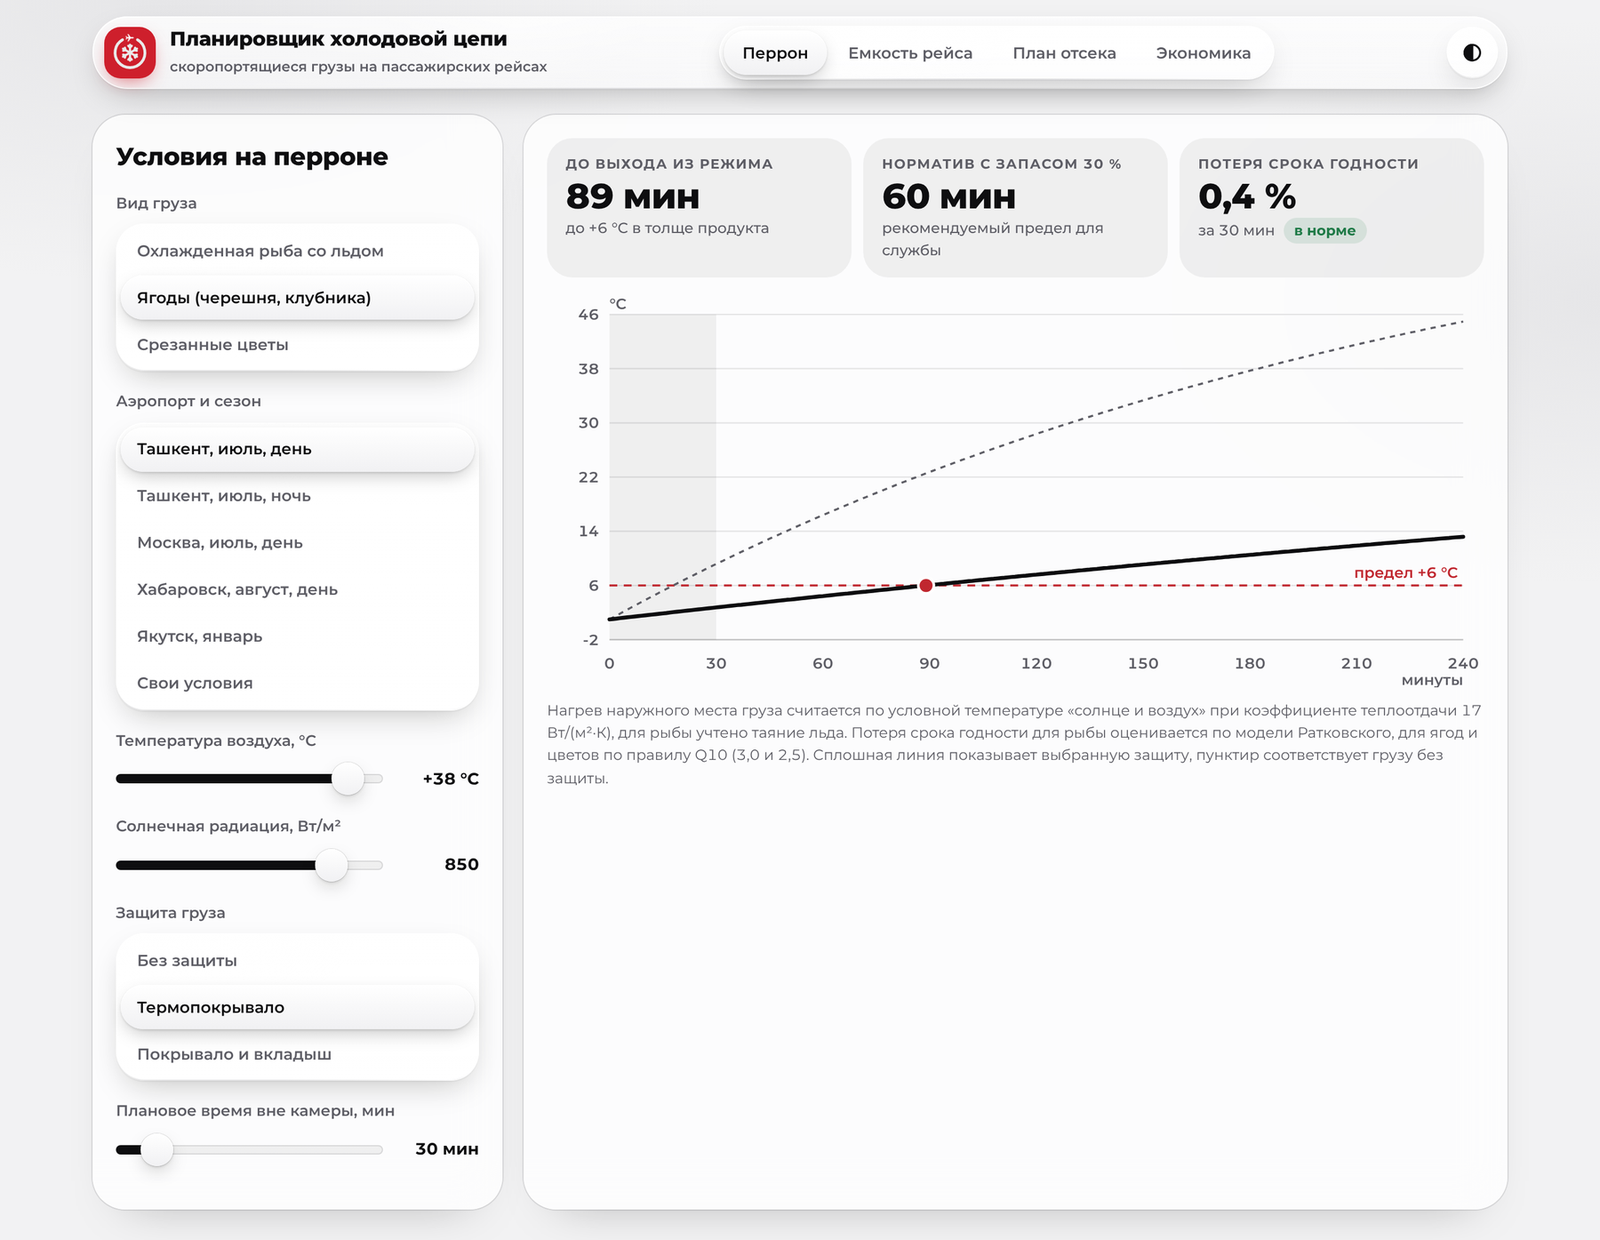 Планировщик холодовой цепи
скоропортящиеся грузы на пассажирских рейсах
Перрон
Емкость рейса
План отсека
Экономика
Условия на перроне
Вид груза
Охлажденная рыба со льдом
Ягоды (черешня, клубника)
Срезанные цветы
Аэропорт и сезон
Ташкент, июль, день
Ташкент, июль, ночь
Москва, июль, день
Хабаровск, август, день
Якутск, январь
Свои условия
Температура воздуха, °C
+38 °C
Солнечная радиация, Вт/м²
850
Защита груза
Без защиты
Термопокрывало
Покрывало и вкладыш
Плановое время вне камеры, мин
30 мин
ДО ВЫХОДА ИЗ РЕЖИМА
89 мин
до +6 °C в толще продукта
НОРМАТИВ С ЗАПАСОМ 30 %
60 мин
рекомендуемый предел для
службы
ПОТЕРЯ СРОКА ГОДНОСТИ
0,4 %
за 30 мин в норме
°C
46
38
30
22
14
6
-2
предел +6 °C
0 30 60 90 120 150 180 210 240
минуты
Нагрев наружного места груза считается по условной температуре «солнце и воздух» при коэффициенте теплоотдачи 17
Вт/(м²·К), для рыбы учтено таяние льда. Потеря срока годности для рыбы оценивается по модели Ратковского, для ягод и
цветов по правилу Q10 (3,0 и 2,5). Сплошная линия показывает выбранную защиту, пунктир соответствует грузу без
защиты.